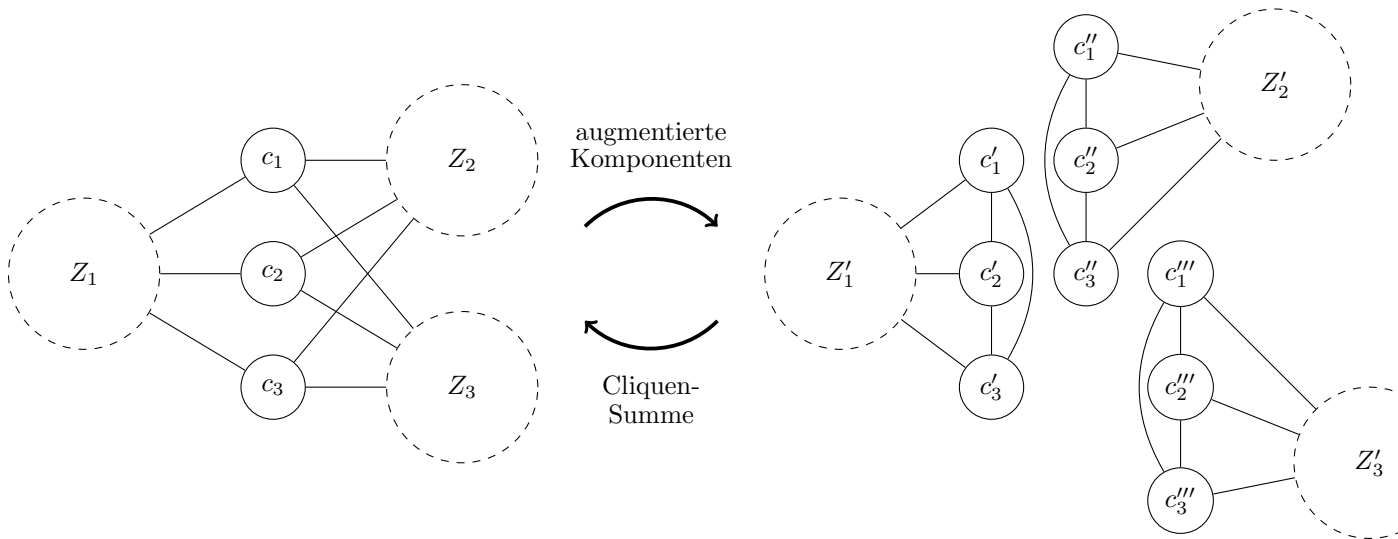 Z₁
c₁
c₂
c₃
Z₂
Z₃
augmentierte
Komponenten
Cliquen-
Summe
Z′₁
c′₁
c′₂
c′₃
c″₁
c″₂
c″₃
Z′₂
c‴₁
c‴₂
c‴₃
Z′₃